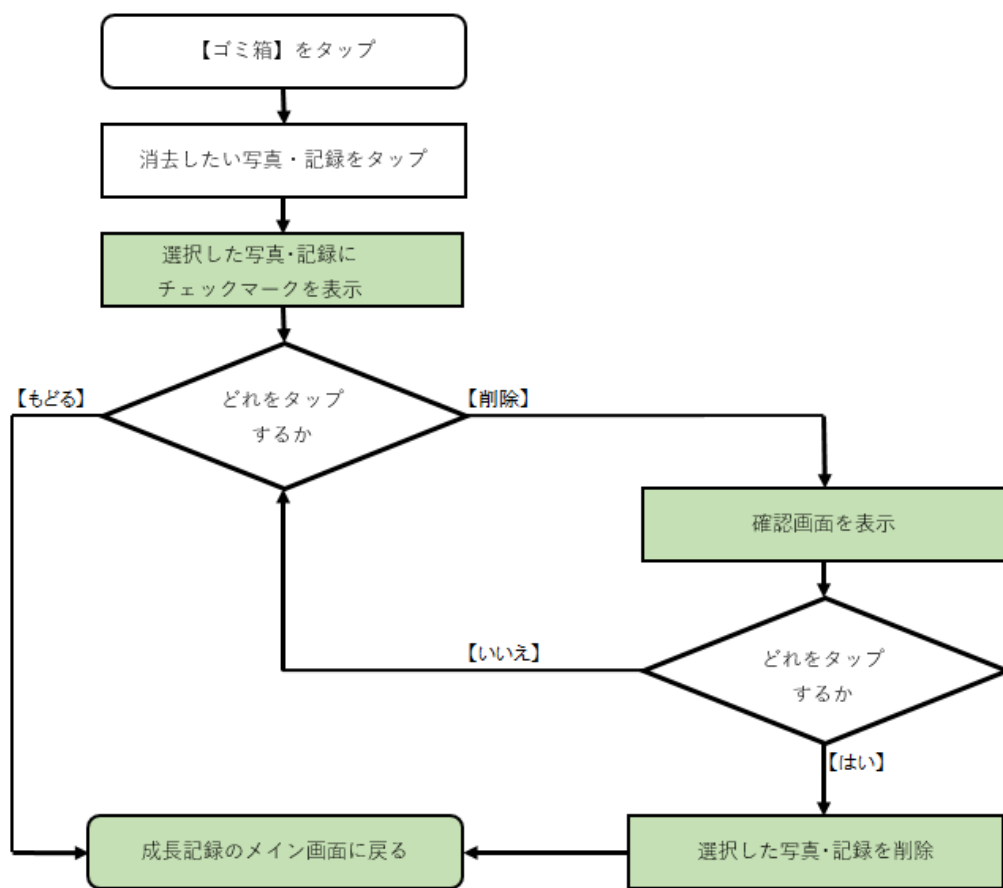 【ゴミ箱】をタップ
消去したい写真・記録をタップ
選択した写真･記録に
チェックマークを表示
【もどる】
どれをタップ
するか
【削除】
確認画面を表示
【いいえ】
どれをタップ
するか
【はい】
成長記録のメイン画面に戻る
選択した写真･記録を削除